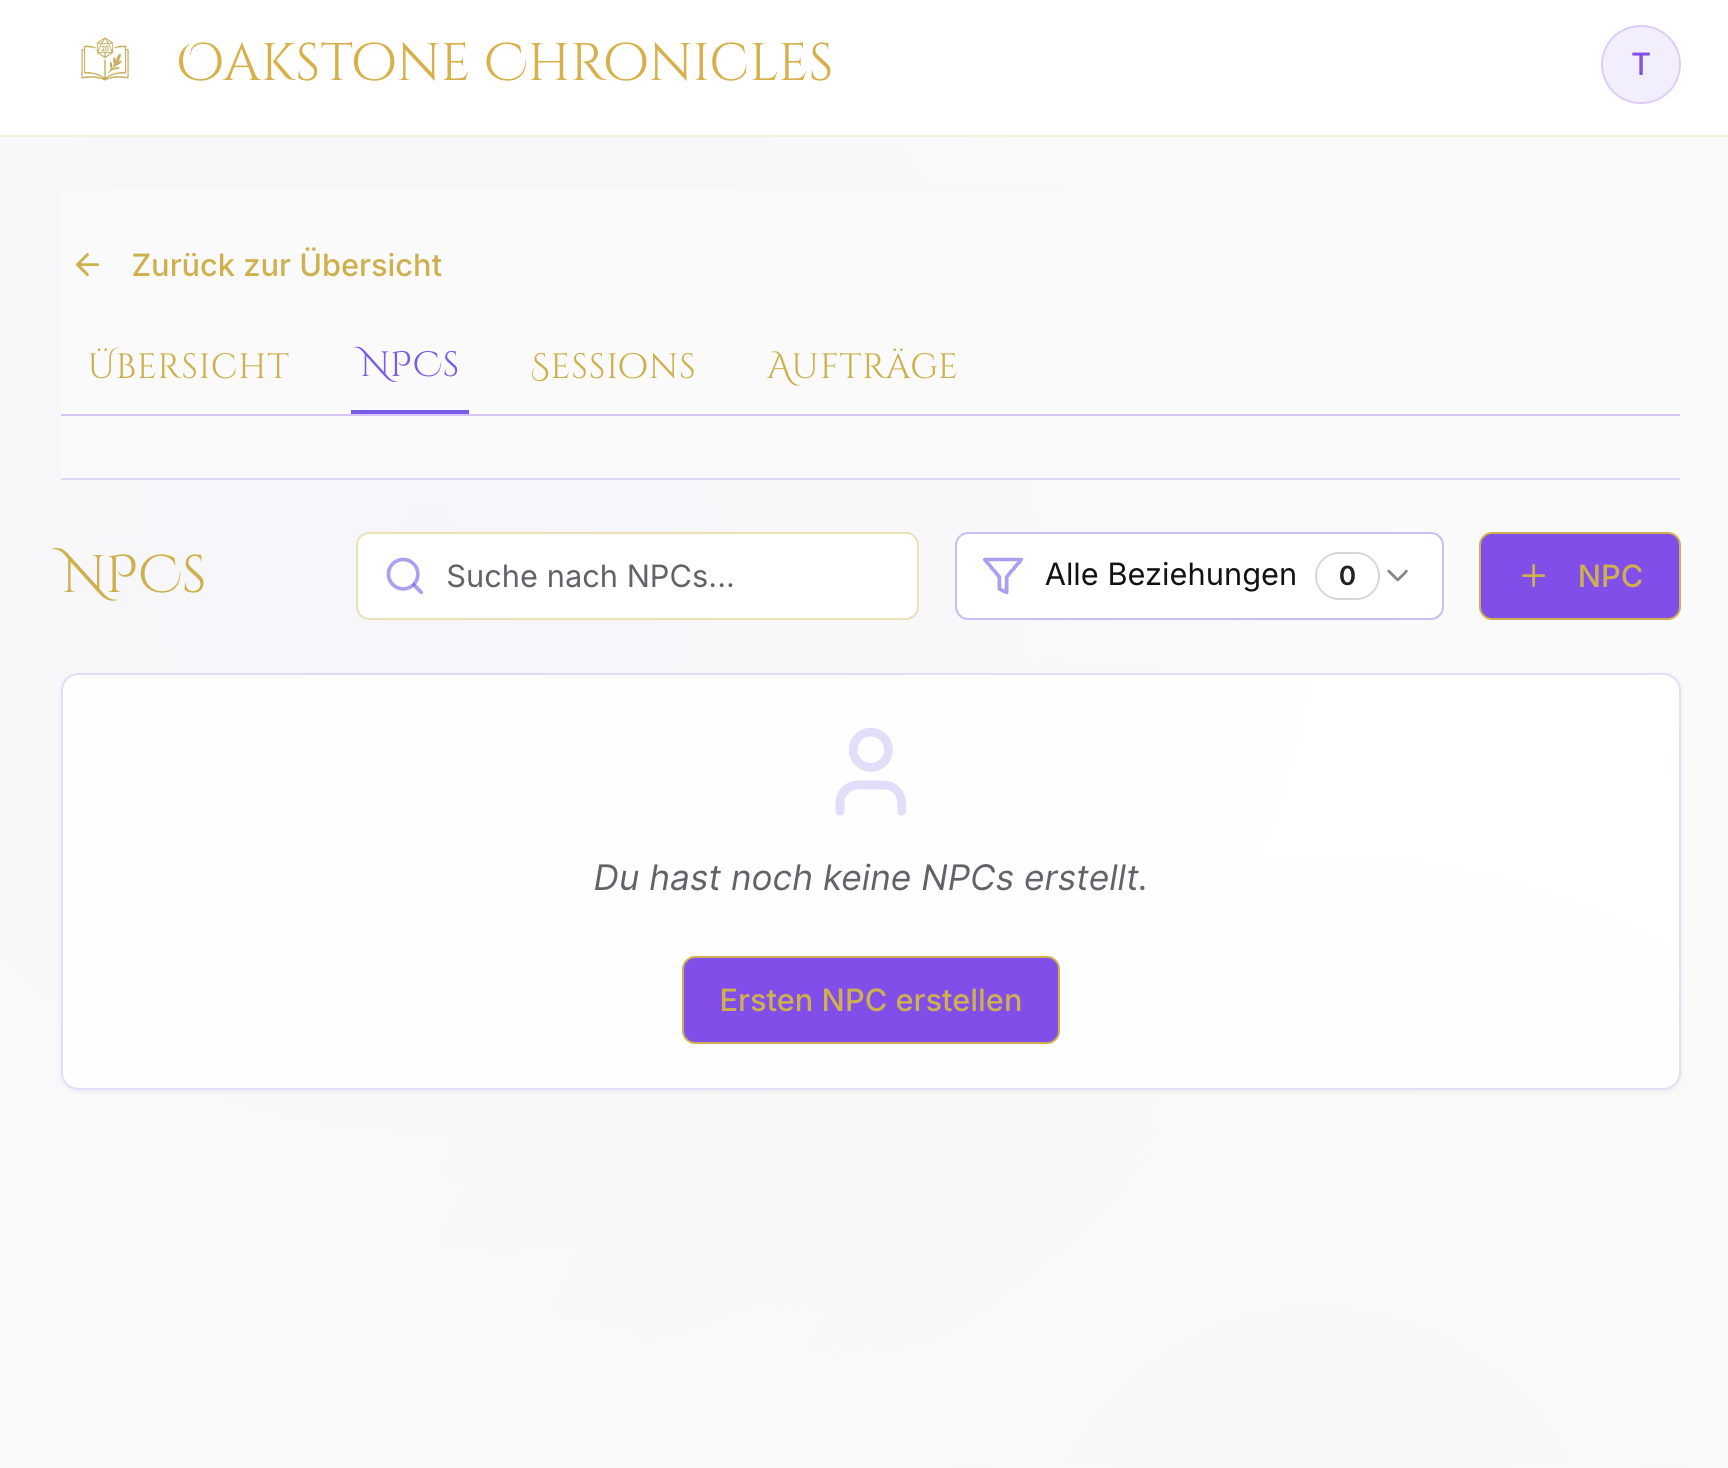 Oakstone Chronicles
T
Zurück zur Übersicht
Übersicht NPCs Sessions Aufträge
NPCs Suche nach NPCs... Alle Beziehungen 0 NPC
Du hast noch keine NPCs erstellt.
Ersten NPC erstellen